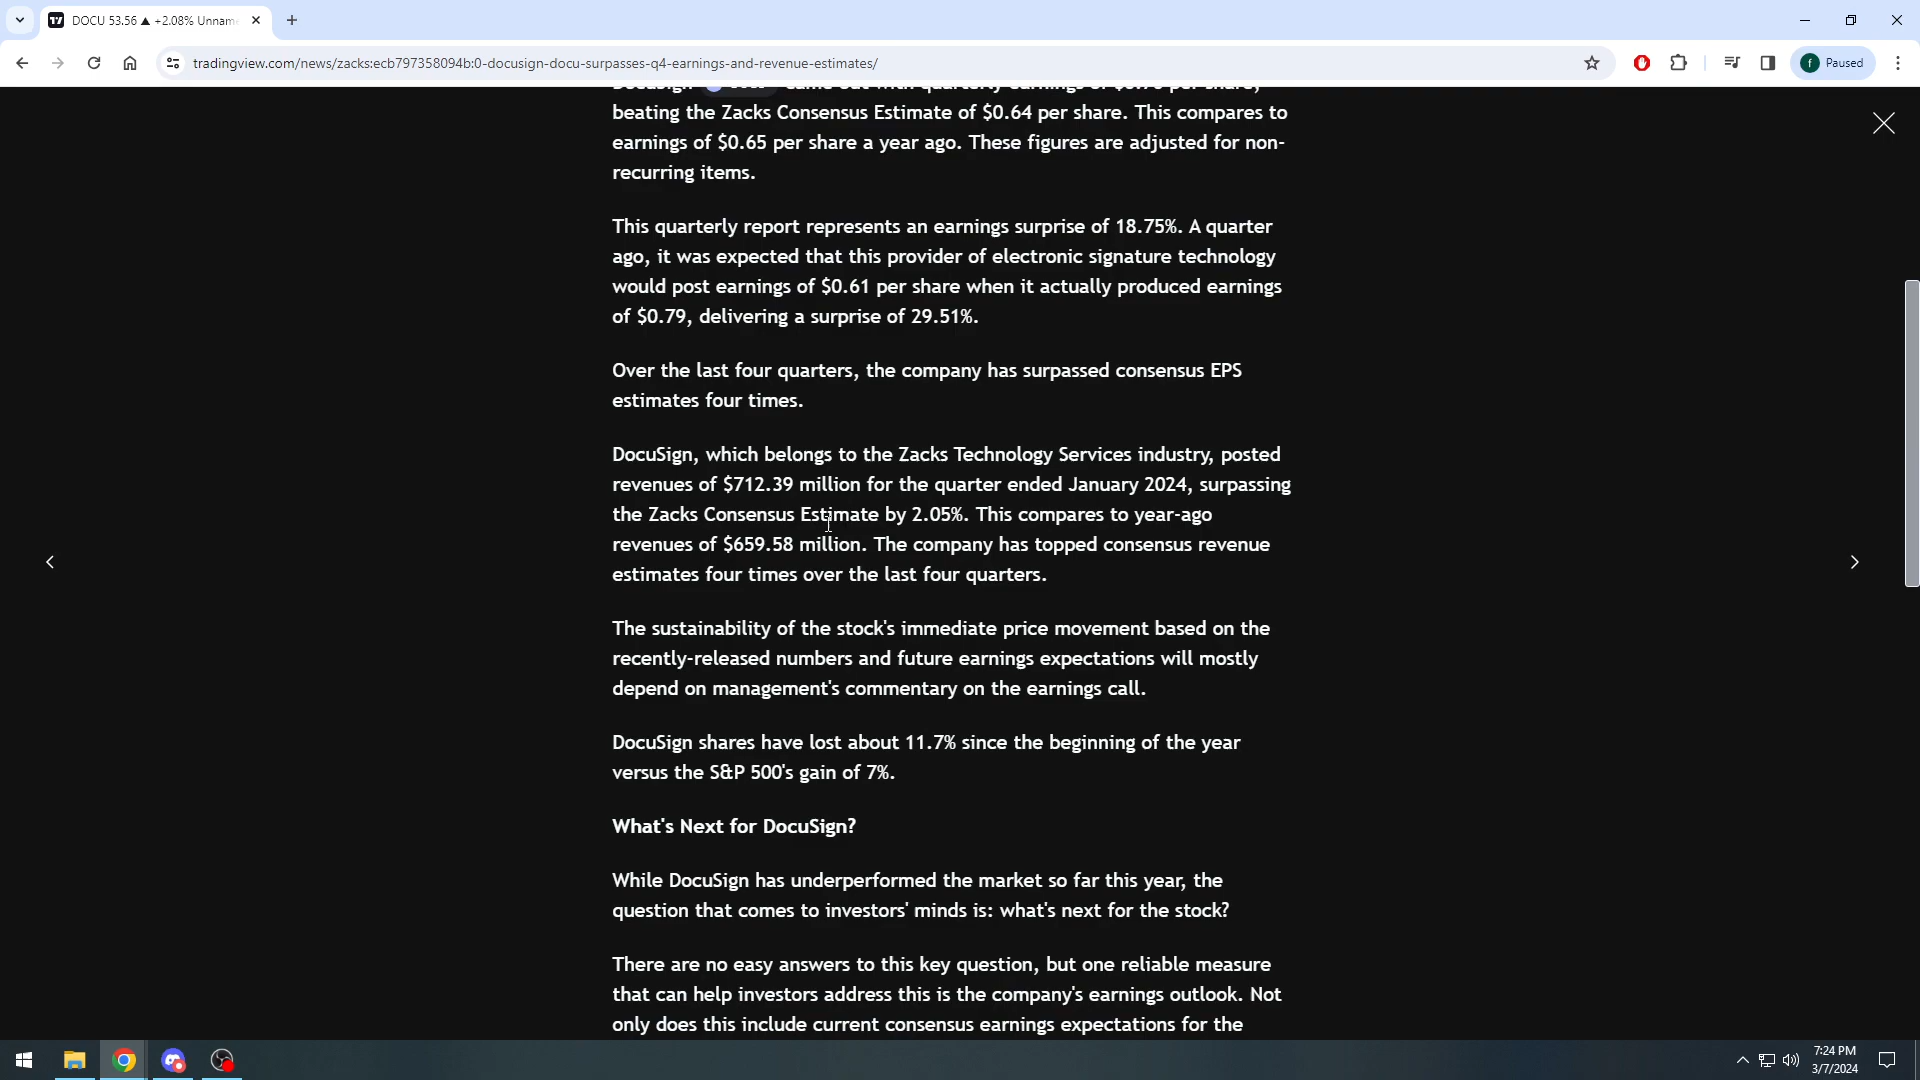 DOCU 53.56 ▲ +2.08% Unname
tradingview.com/news/zacks:ecb797358094b:0-docusign-docu-surpasses-q4-earnings-and-revenue-estimates/
f Paused
beating the Zacks Consensus Estimate of $0.64 per share. This compares to
earnings of $0.65 per share a year ago. These figures are adjusted for non-
recurring items.
This quarterly report represents an earnings surprise of 18.75%. A quarter
ago, it was expected that this provider of electronic signature technology
would post earnings of $0.61 per share when it actually produced earnings
of $0.79, delivering a surprise of 29.51%.
Over the last four quarters, the company has surpassed consensus EPS
estimates four times.
DocuSign, which belongs to the Zacks Technology Services industry, posted
revenues of $712.39 million for the quarter ended January 2024, surpassing
the Zacks Consensus Estimate by 2.05%. This compares to year-ago
revenues of $659.58 million. The company has topped consensus revenue
estimates four times over the last four quarters.
The sustainability of the stock's immediate price movement based on the
recently-released numbers and future earnings expectations will mostly
depend on management's commentary on the earnings call.
DocuSign shares have lost about 11.7% since the beginning of the year
versus the S&P 500's gain of 7%.
What's Next for DocuSign?
While DocuSign has underperformed the market so far this year, the
question that comes to investors' minds is: what's next for the stock?
There are no easy answers to this key question, but one reliable measure
that can help investors address this is the company's earnings outlook. Not
only does this include current consensus earnings expectations for the
7:24 PM
3/7/2024